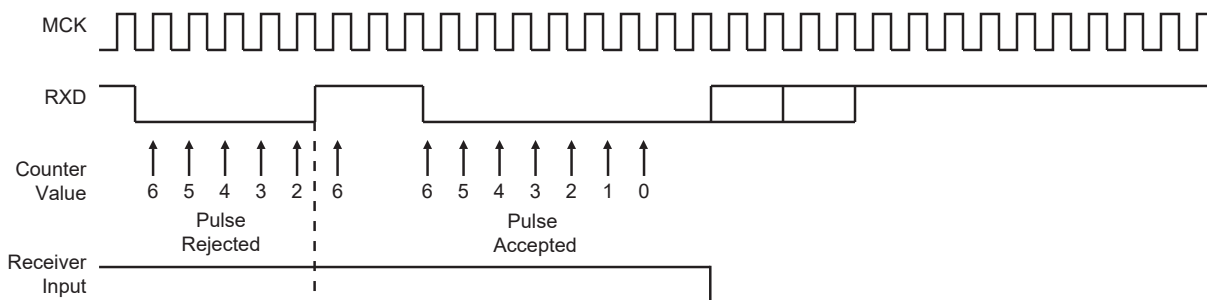 MCK
RXD
Counter
Value
6 5 4 3 2 6 6 5 4 3 2 1 0
Pulse
Rejected
Pulse
Accepted
Receiver
Input